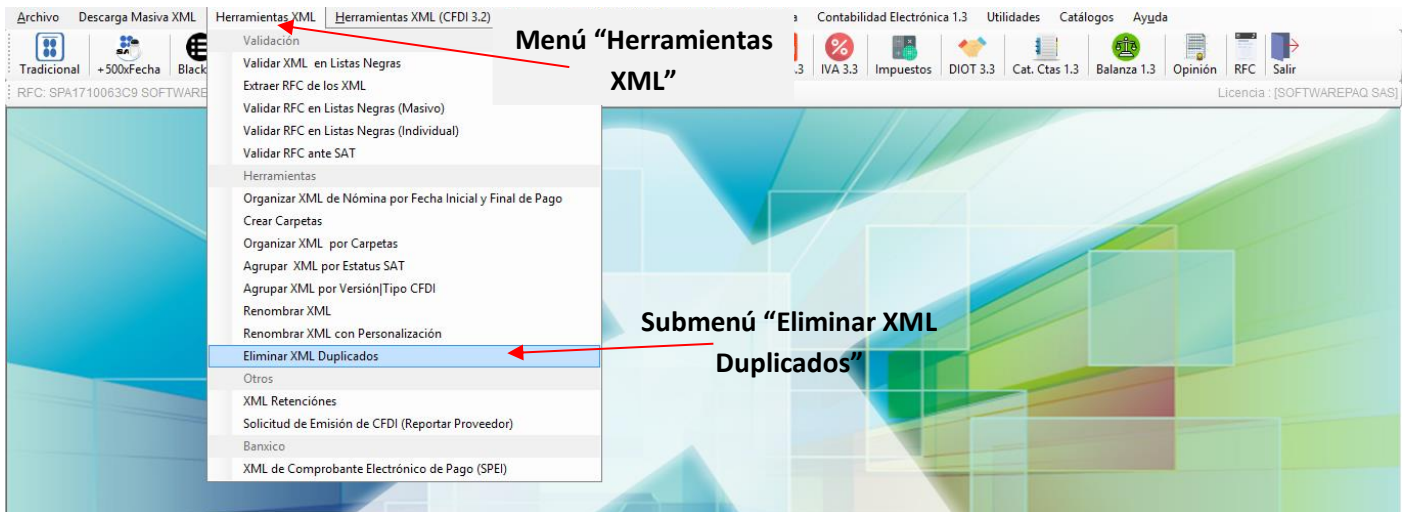 Archivo Descarga Masiva XML Herramientas XML Herramientas XML (CFDI 3.2) Contabilidad Electrónica 1.3 Utilidades Catálogos Ayuda
Menú “Herramientas
XML”
Tradicional +500xFecha Black .3 IVA 3.3 Impuestos DIOT 3.3 Cat. Ctas 1.3 Balanza 1.3 Opinión RFC Salir
RFC: SPA1710063C9 SOFTWARE Licencia : [SOFTWAREPAQ SAS]
Validación
Validar XML en Listas Negras
Extraer RFC de los XML
Validar RFC en Listas Negras (Masivo)
Validar RFC en Listas Negras (Individual)
Validar RFC ante SAT
Herramientas
Organizar XML de Nómina por Fecha Inicial y Final de Pago
Crear Carpetas
Organizar XML por Carpetas
Agrupar XML por Estatus SAT
Agrupar XML por Versión|Tipo CFDI
Renombrar XML
Renombrar XML con Personalización
Eliminar XML Duplicados
Submenú “Eliminar XML
Duplicados”
Otros
XML Retenciónes
Solicitud de Emisión de CFDI (Reportar Proveedor)
Banxico
XML de Comprobante Electrónico de Pago (SPEI)